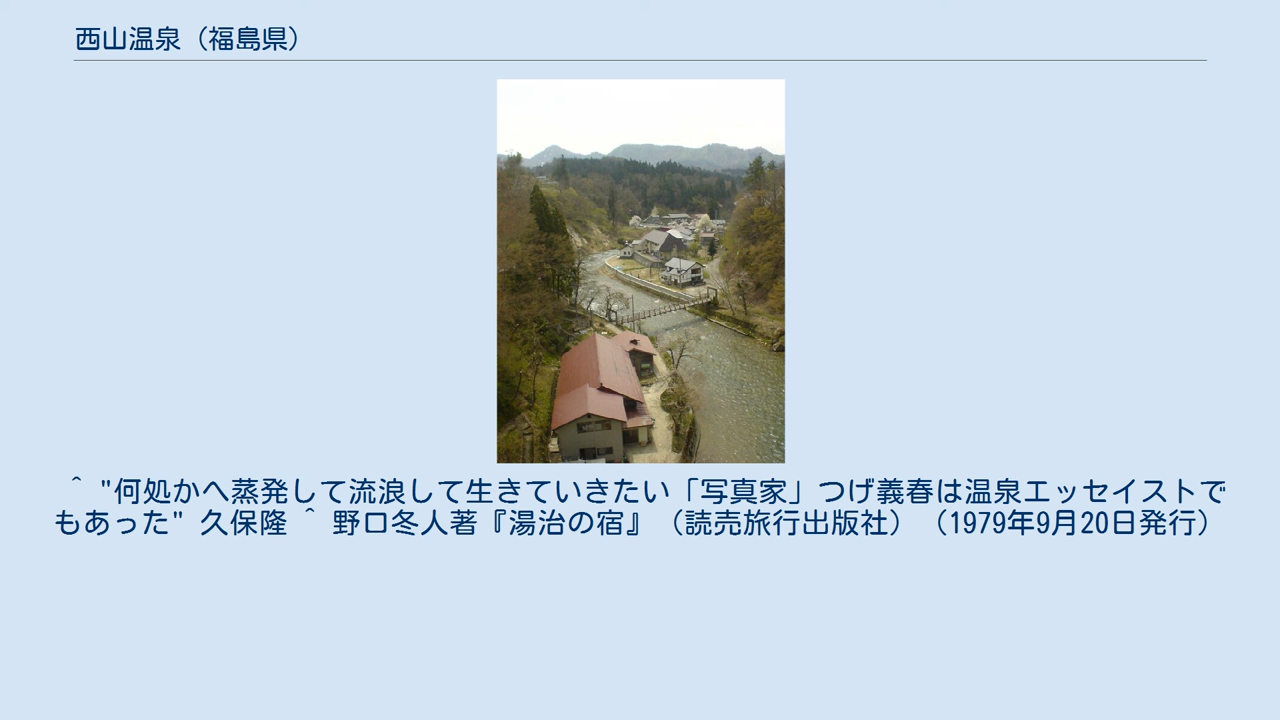 西山温泉（福島県）
＾ "何処かへ蒸発して流浪して生きていきたい「写真家」つげ義春は温泉エッセイストで
もあった" 久保隆 ＾ 野口冬人著『湯治の宿』（読売旅行出版社）（1979年9月20日発行）